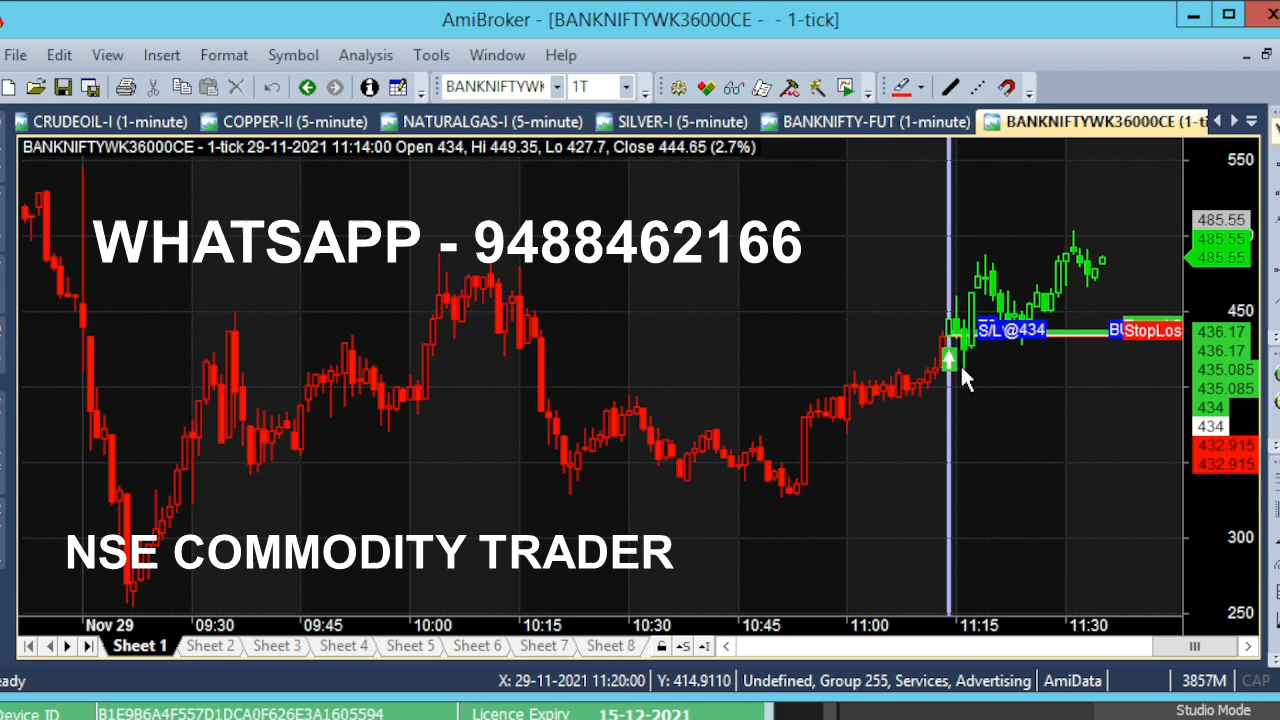 AmiBroker - [BANKNIFTYWK36000CE - - 1-tick]
File Edit View Insert Format Symbol Analysis Tools Window Help
BANKNIFTYWK 1T
CRUDEOIL-I (1-minute) COPPER-II (5-minute) NATURALGAS-I (5-minute) SILVER-I (5-minute) BANKNIFTY-FUT (1-minute) BANKNIFTYWK36000CE (1-ti
BANKNIFTYWK36000CE - 1-tick 29-11-2021 11:14:00 Open 434, Hi 449.35, Lo 427.7, Close 444.65 (2.7%)
550
485.55
WHATSAPP - 9488462166
485.55
485.55
450
S/L'@434 BU StopLos
436.17
436.17
435.085
435.085
434
434
432.915
432.915
NSE COMMODITY TRADER
300
250
Nov 29 09:30 09:45 10:00 10:15 10:30 10:45 11:00 11:15 11:30
Sheet 1 Sheet 2 Sheet 3 Sheet 4 Sheet 5 Sheet 6 Sheet 7 Sheet 8
eady X: 29-11-2021 11:20:00 Y: 414.9110 Undefined, Group 255, Services, Advertising AmiData 3857M CAP
Device ID B1E9B6A4F557D1DCA0F626E3A1605594 Licence Expiry 15-12-2021 Studio Mode